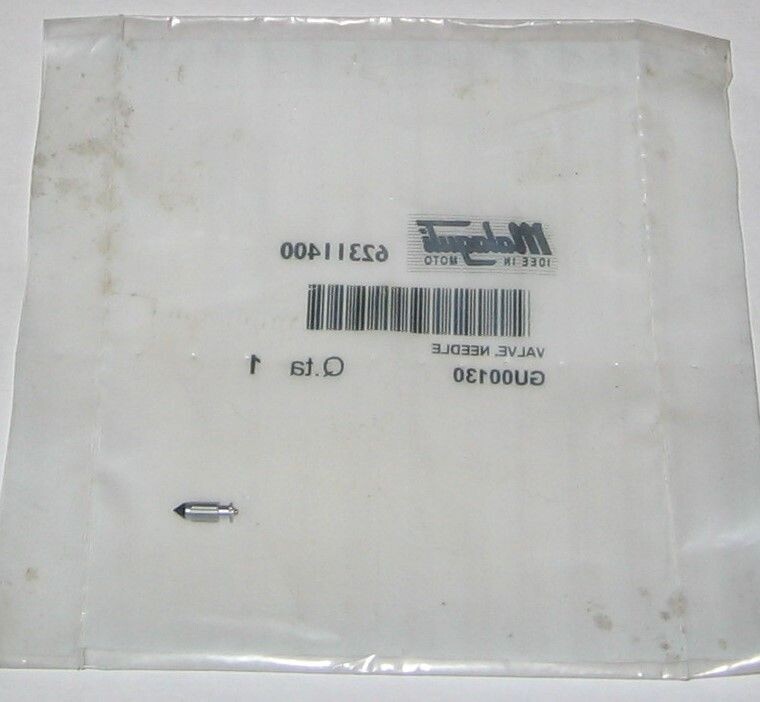 Malaguti
IDEE IN MOTO
62311400
VALVE, NEEDLE
GU00130
Q.ta 1